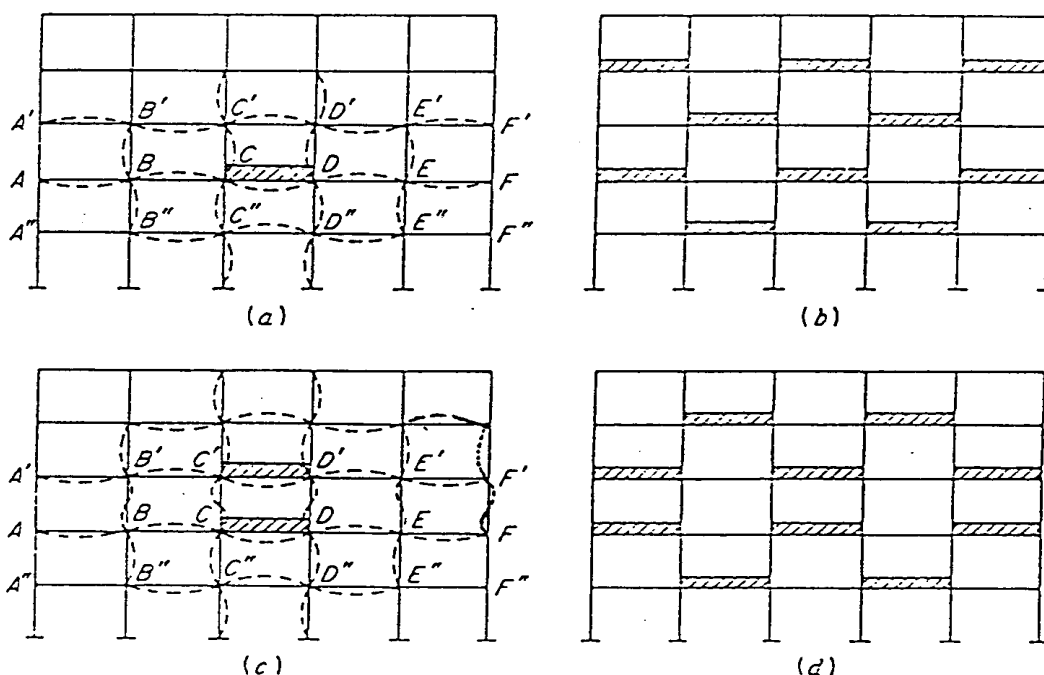 A' B' C' D' E' F'
A B C D E F
A" B" C" D" E" F"
(a)
(b)
A' B' C' D' E' F'
A B C D E F
A" B" C" D" E" F"
(c)
(d)